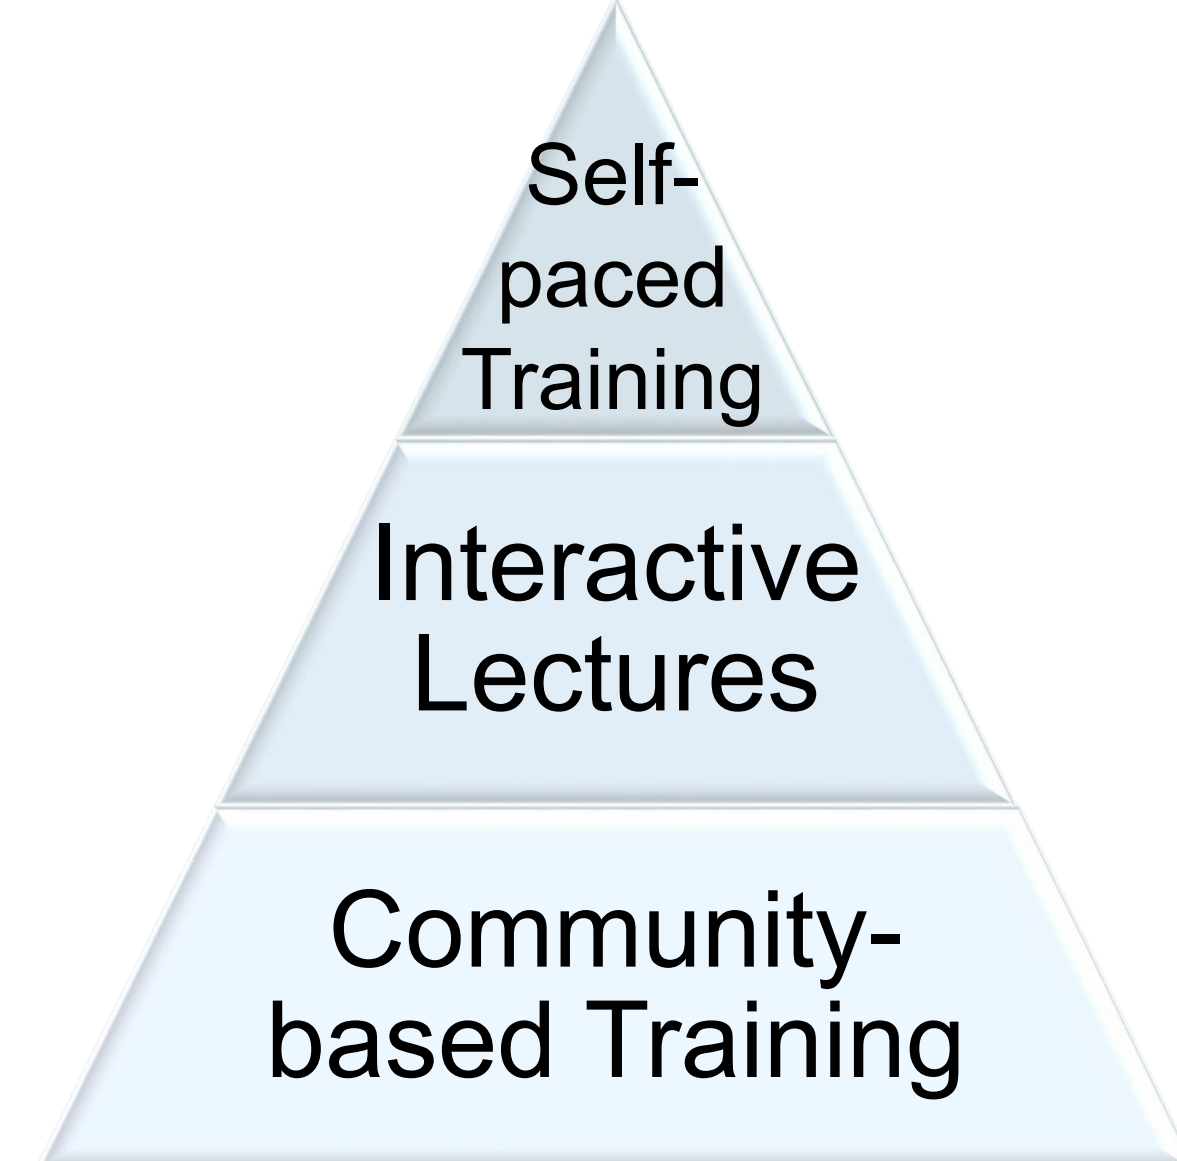 Self-
paced
Training
Interactive
Lectures
Community-
based Training